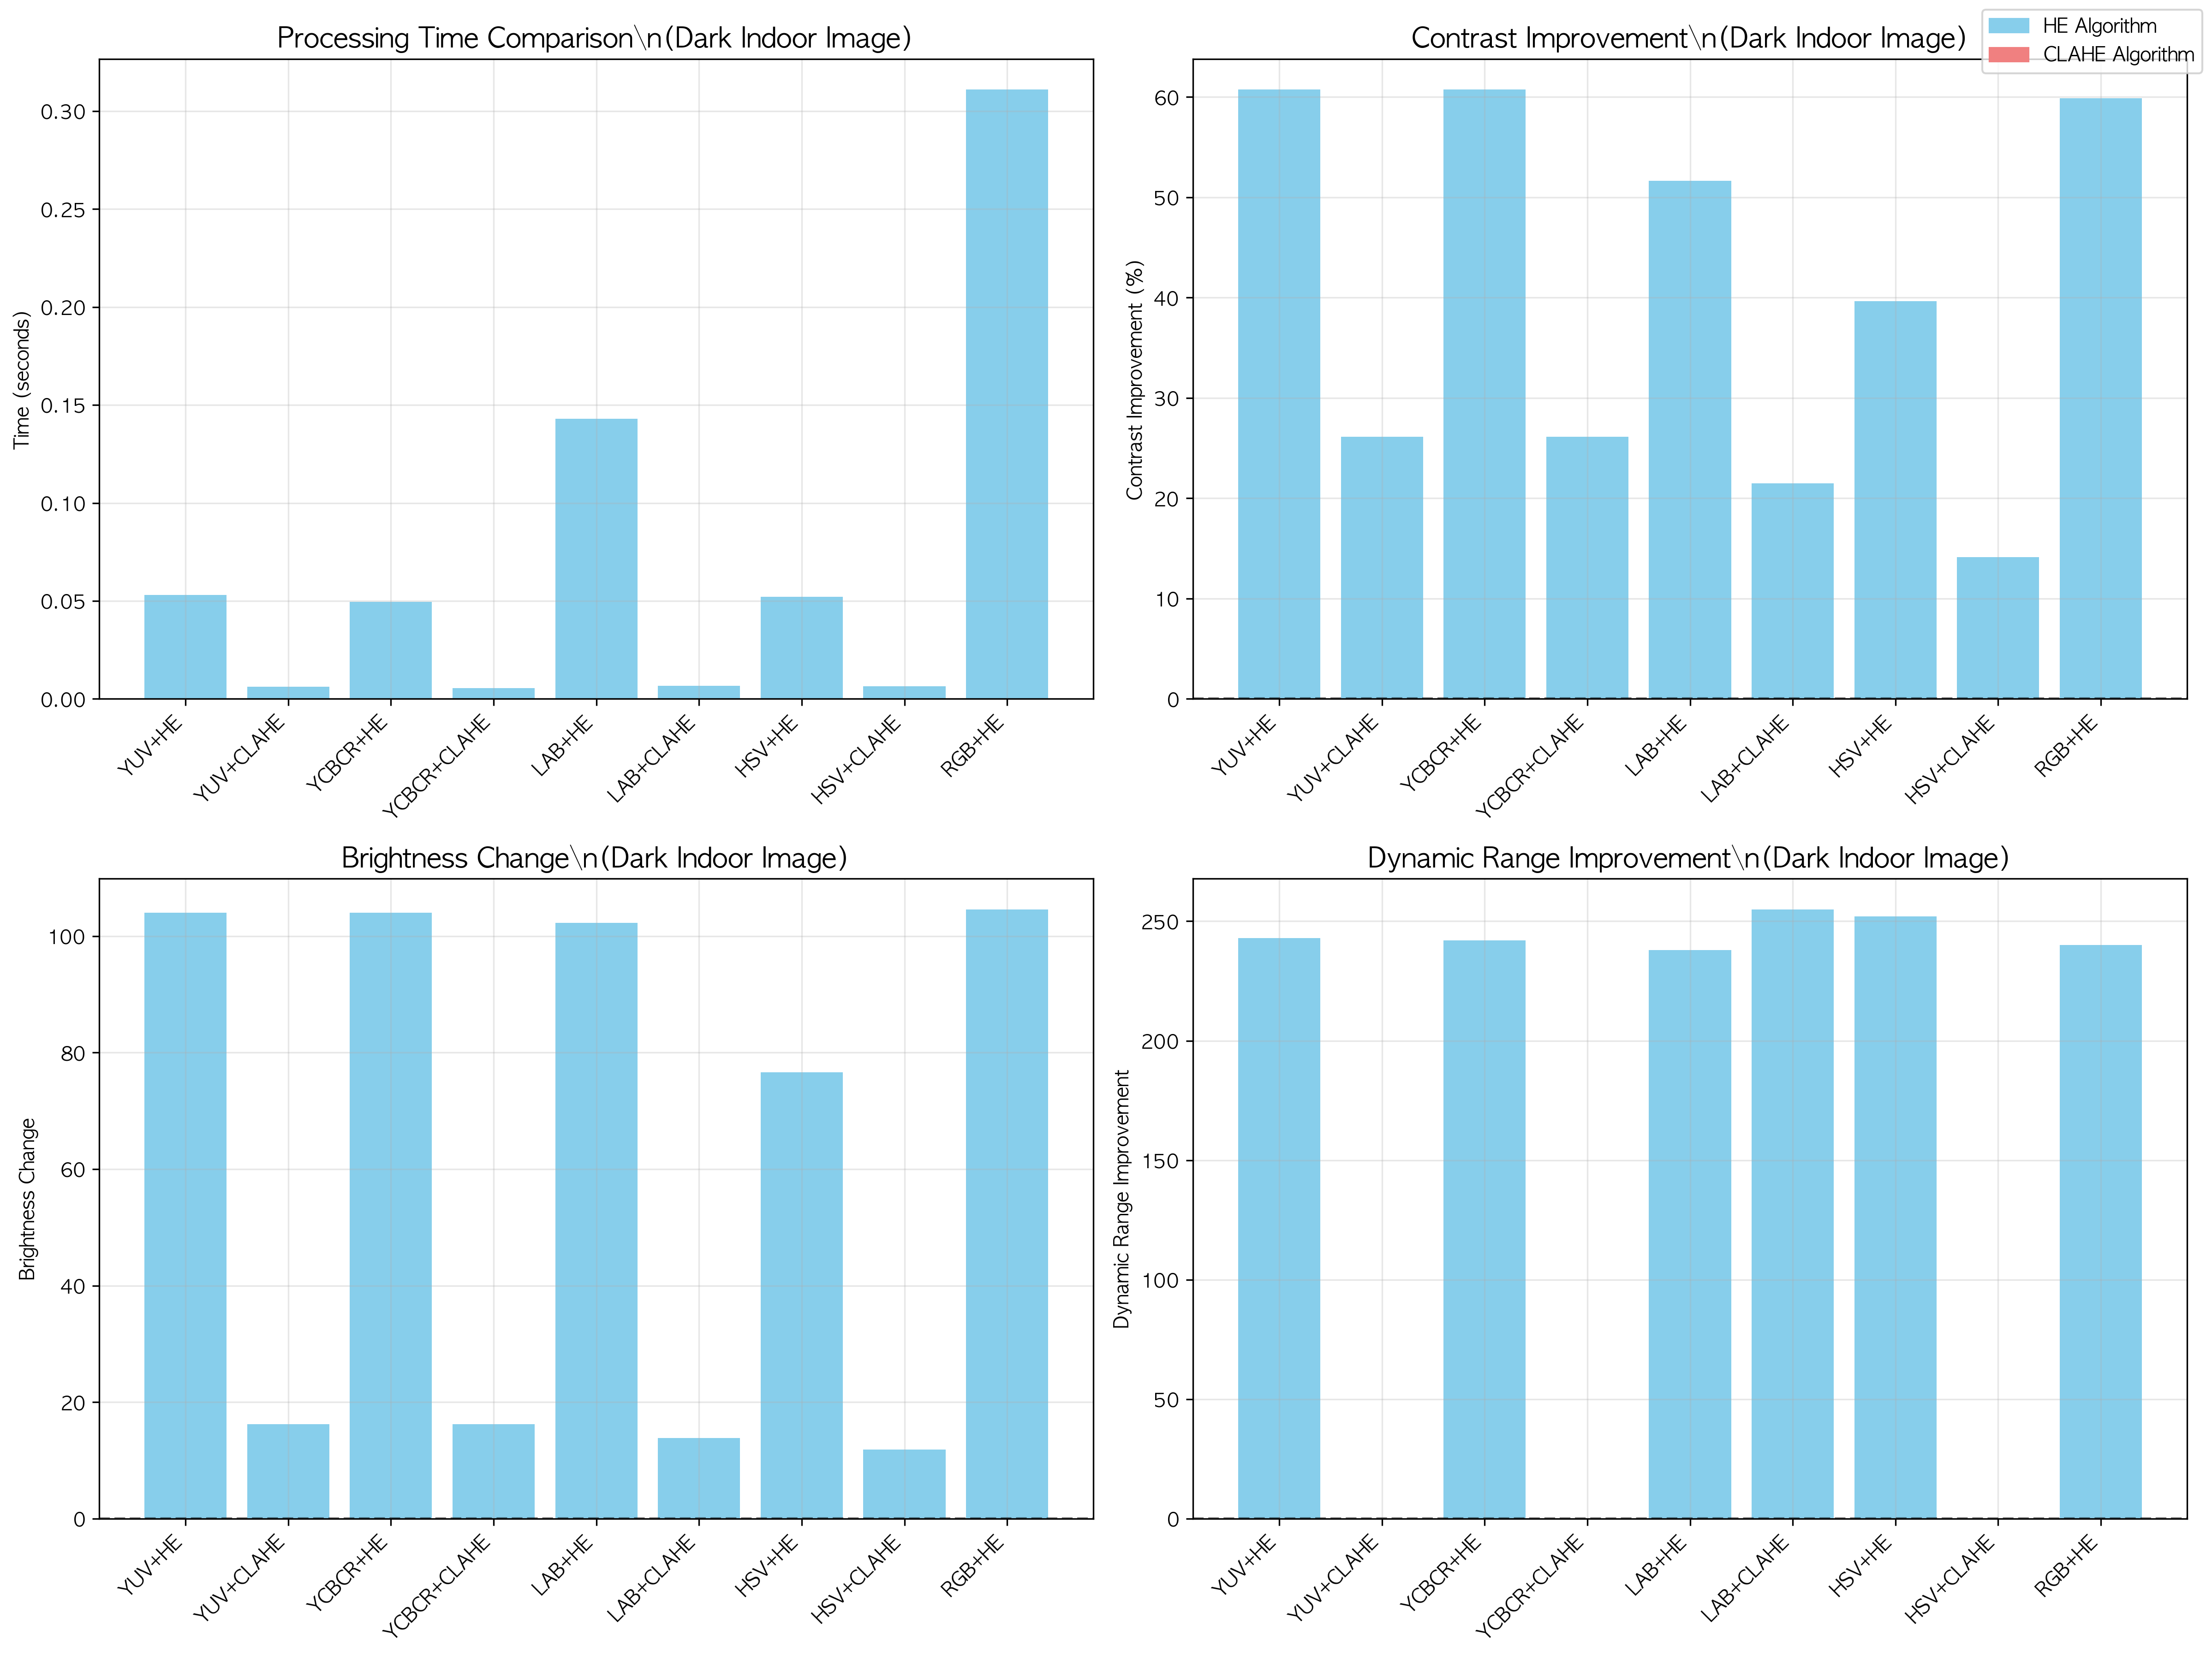 Processing Time Comparison\n(Dark Indoor Image)
Time (seconds)
0.30
0.25
0.20
0.15
0.10
0.05
0.00
YUV+HE
YUV+CLAHE
YCBCR+HE
YCBCR+CLAHE
LAB+HE
LAB+CLAHE
HSV+HE
HSV+CLAHE
RGB+HE
Contrast Improvement\n(Dark Indoor Image)
HE Algorithm
CLAHE Algorithm
Contrast Improvement (%)
60
50
40
30
20
10
0
YUV+HE
YUV+CLAHE
YCBCR+HE
YCBCR+CLAHE
LAB+HE
LAB+CLAHE
HSV+HE
HSV+CLAHE
RGB+HE
Brightness Change\n(Dark Indoor Image)
Brightness Change
100
80
60
40
20
0
YUV+HE
YUV+CLAHE
YCBCR+HE
YCBCR+CLAHE
LAB+HE
LAB+CLAHE
HSV+HE
HSV+CLAHE
RGB+HE
Dynamic Range Improvement\n(Dark Indoor Image)
Dynamic Range Improvement
250
200
150
100
50
0
YUV+HE
YUV+CLAHE
YCBCR+HE
YCBCR+CLAHE
LAB+HE
LAB+CLAHE
HSV+HE
HSV+CLAHE
RGB+HE